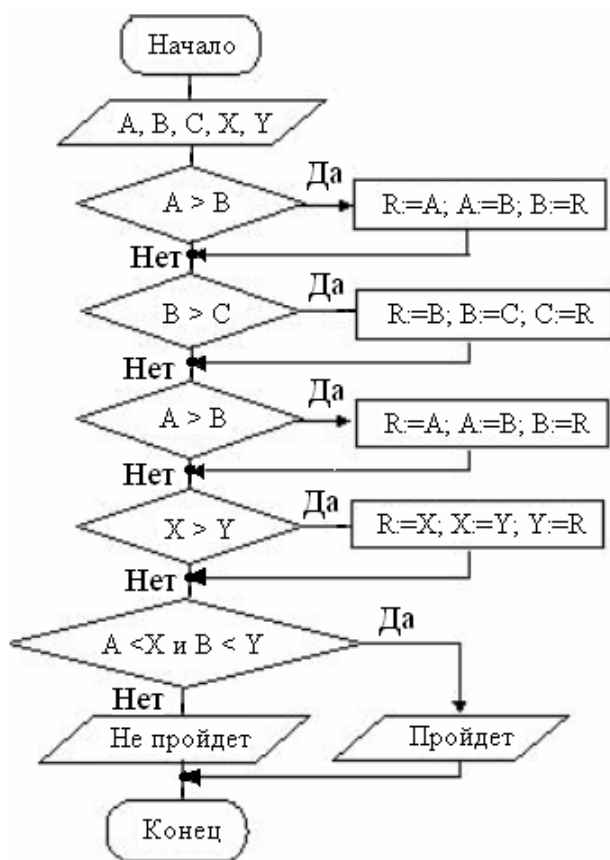 Начало
A, B, C, X, Y
A > B
Да
R:=A; A:=B; B:=R
Нет
B > C
Да
R:=B; B:=C; C:=R
Нет
A > B
Да
R:=A; A:=B; B:=R
Нет
X > Y
Да
R:=X; X:=Y; Y:=R
Нет
A <X и B < Y
Да
Нет
Не пройдет
Пройдет
Конец